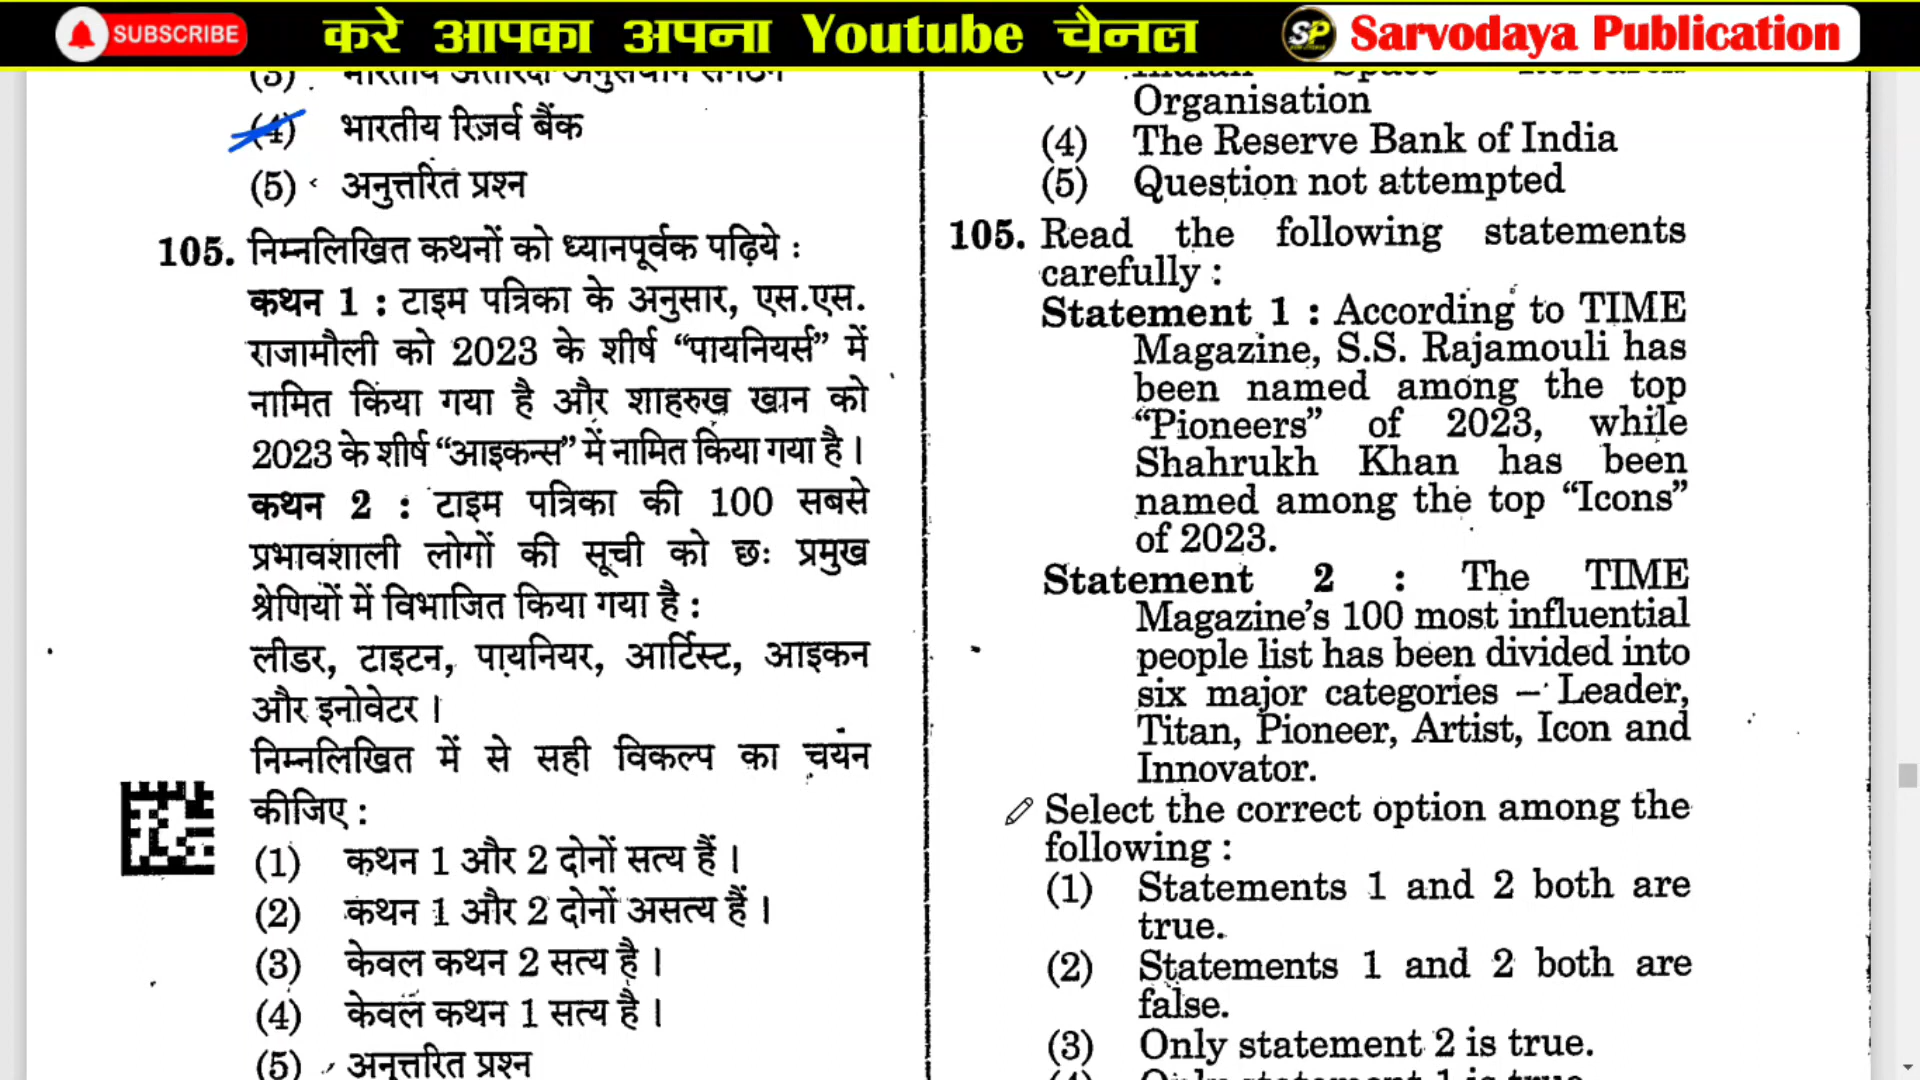 SUBSCRIBE करे आपका अपना Youtube चैनल SP Sarvodaya Publication
(3) भारतीय अंतरिक्ष अनुसंधान संगठन
(4) भारतीय रिज़र्व बैंक
(5) अनुत्तरित प्रश्न
105. निम्नलिखित कथनों को ध्यानपूर्वक पढ़िये :
कथन 1 : टाइम पत्रिका के अनुसार, एस.एस.
राजामौली को 2023 के शीर्ष “पायनियर्स” में
नामित किया गया है और शाहरुख खान को
2023 के शीर्ष “आइकन्स” में नामित किया गया है ।
कथन 2 : टाइम पत्रिका की 100 सबसे
प्रभावशाली लोगों की सूची को छः प्रमुख
श्रेणियों में विभाजित किया गया है :
लीडर, टाइटन, पायनियर, आर्टिस्ट, आइकन
और इनोवेटर ।
निम्नलिखित में से सही विकल्प का चयन
कीजिए :
(1) कथन 1 और 2 दोनों सत्य हैं ।
(2) कथन 1 और 2 दोनों असत्य हैं ।
(3) केवल कथन 2 सत्य है ।
(4) केवल कथन 1 सत्य है ।
(5) अनुत्तरित प्रश्न
(3) Indian Space Research
Organisation
(4) The Reserve Bank of India
(5) Question not attempted
105. Read the following statements
carefully :
Statement 1 : According to TIME
Magazine, S.S. Rajamouli has
been named among the top
“Pioneers” of 2023, while
Shahrukh Khan has been
named among the top “Icons”
of 2023.
Statement 2 : The TIME
Magazine’s 100 most influential
people list has been divided into
six major categories – Leader,
Titan, Pioneer, Artist, Icon and
Innovator.
Select the correct option among the
following :
(1) Statements 1 and 2 both are
true.
(2) Statements 1 and 2 both are
false.
(3) Only statement 2 is true.
(4) Only statement 1 is true